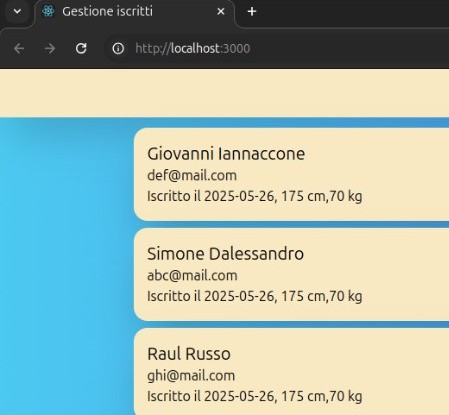 Gestione iscritti
http://localhost:3000
Giovanni Iannaccone
def@mail.com
Iscritto il 2025-05-26, 175 cm,70 kg
Simone Dalessandro
abc@mail.com
Iscritto il 2025-05-26, 175 cm,70 kg
Raul Russo
ghi@mail.com
Iscritto il 2025-05-26, 175 cm,70 kg